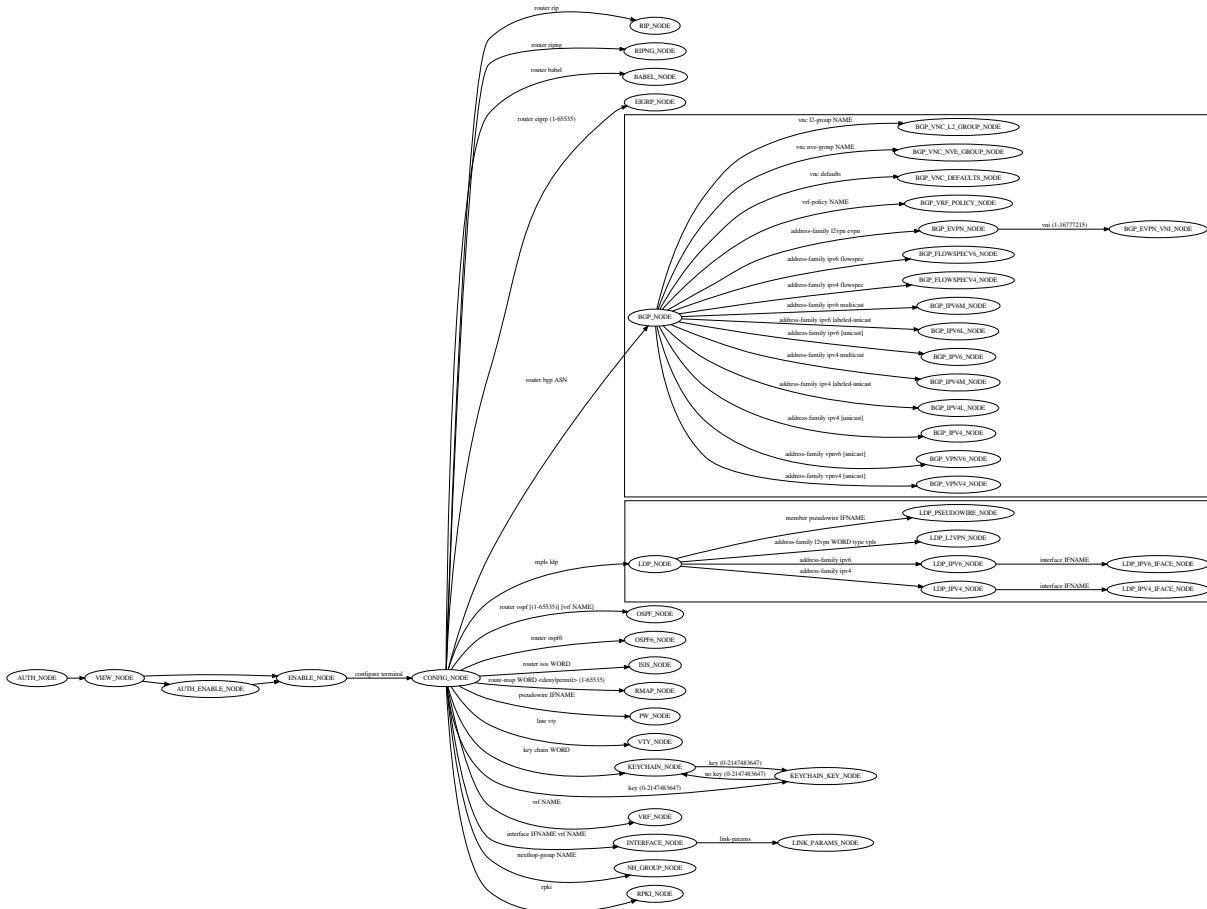 router rip
RIP_NODE
router ripng
RIPNG_NODE
router babel
BABEL_NODE
router eigrp (1-65535)
EIGRP_NODE
vnc l2-group NAME
BGP_VNC_L2_GROUP_NODE
vnc nve-group NAME
BGP_VNC_NVE_GROUP_NODE
vnc defaults
BGP_VNC_DEFAULTS_NODE
vrf-policy NAME
BGP_VRF_POLICY_NODE
address-family l2vpn evpn
BGP_EVPN_NODE
vni (1-16777215)
BGP_EVPN_VNI_NODE
address-family ipv6 flowspec
BGP_FLOWSPECV6_NODE
address-family ipv4 flowspec
BGP_FLOWSPECV4_NODE
address-family ipv6 multicast
BGP_IPV6M_NODE
BGP_NODE
address-family ipv6 labeled-unicast
BGP_IPV6L_NODE
address-family ipv6 [unicast]
BGP_IPV6_NODE
address-family ipv4 multicast
BGP_IPV4M_NODE
router bgp ASN
address-family ipv4 labeled-unicast
BGP_IPV4L_NODE
address-family ipv4 [unicast]
BGP_IPV4_NODE
address-family vpnv6 [unicast]
BGP_VPNV6_NODE
address-family vpnv4 [unicast]
BGP_VPNV4_NODE
member pseudowire IFNAME
LDP_PSEUDOWIRE_NODE
address-family l2vpn WORD type vpls
LDP_L2VPN_NODE
mpls ldp
LDP_NODE
address-family ipv6
LDP_IPV6_NODE
interface IFNAME
LDP_IPV6_IFACE_NODE
address-family ipv4
LDP_IPV4_NODE
interface IFNAME
LDP_IPV4_IFACE_NODE
router ospf [(1-65535)] [vrf NAME]
OSPF_NODE
router ospf6
OSPF6_NODE
router isis WORD
ISIS_NODE
AUTH_NODE
VIEW_NODE
AUTH_ENABLE_NODE
ENABLE_NODE
configure terminal
CONFIG_NODE
route-map WORD <deny|permit> (1-65535)
RMAP_NODE
pseudowire IFNAME
PW_NODE
line vty
VTY_NODE
key chain WORD
KEYCHAIN_NODE
key (0-2147483647)
no key (0-2147483647)
KEYCHAIN_KEY_NODE
key (0-2147483647)
vrf NAME
VRF_NODE
interface IFNAME vrf NAME
INTERFACE_NODE
link-params
LINK_PARAMS_NODE
nexthop-group NAME
NH_GROUP_NODE
rpki
RPKI_NODE